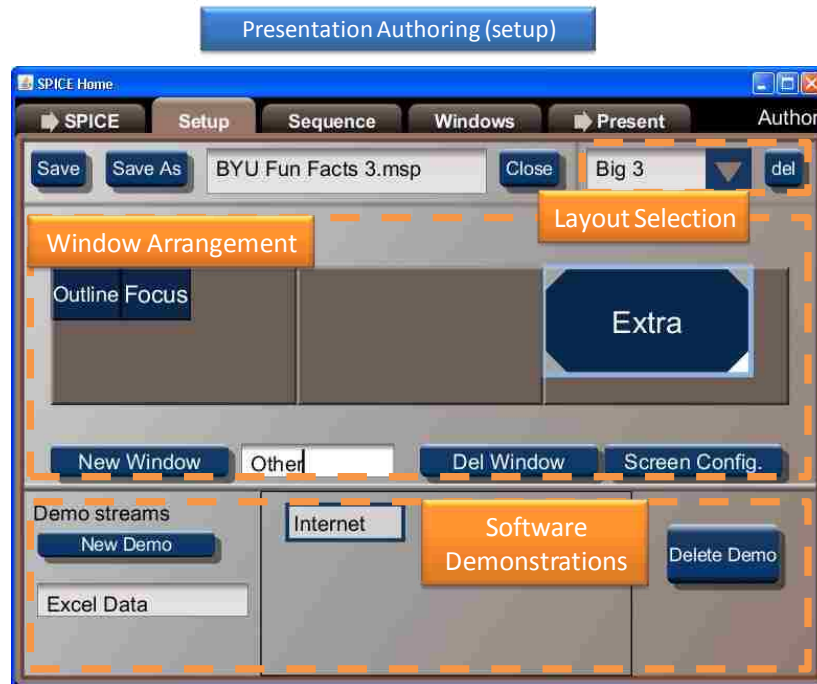 Presentation Authoring (setup)
SPICE Home
SPICE Setup Sequence Windows Present Author
Save Save As BYU Fun Facts 3.msp Close Big 3 del
Layout Selection
Window Arrangement
Outline Focus
Extra
New Window Other Del Window Screen Config.
Demo streams
New Demo
Internet
Software
Demonstrations
Delete Demo
Excel Data